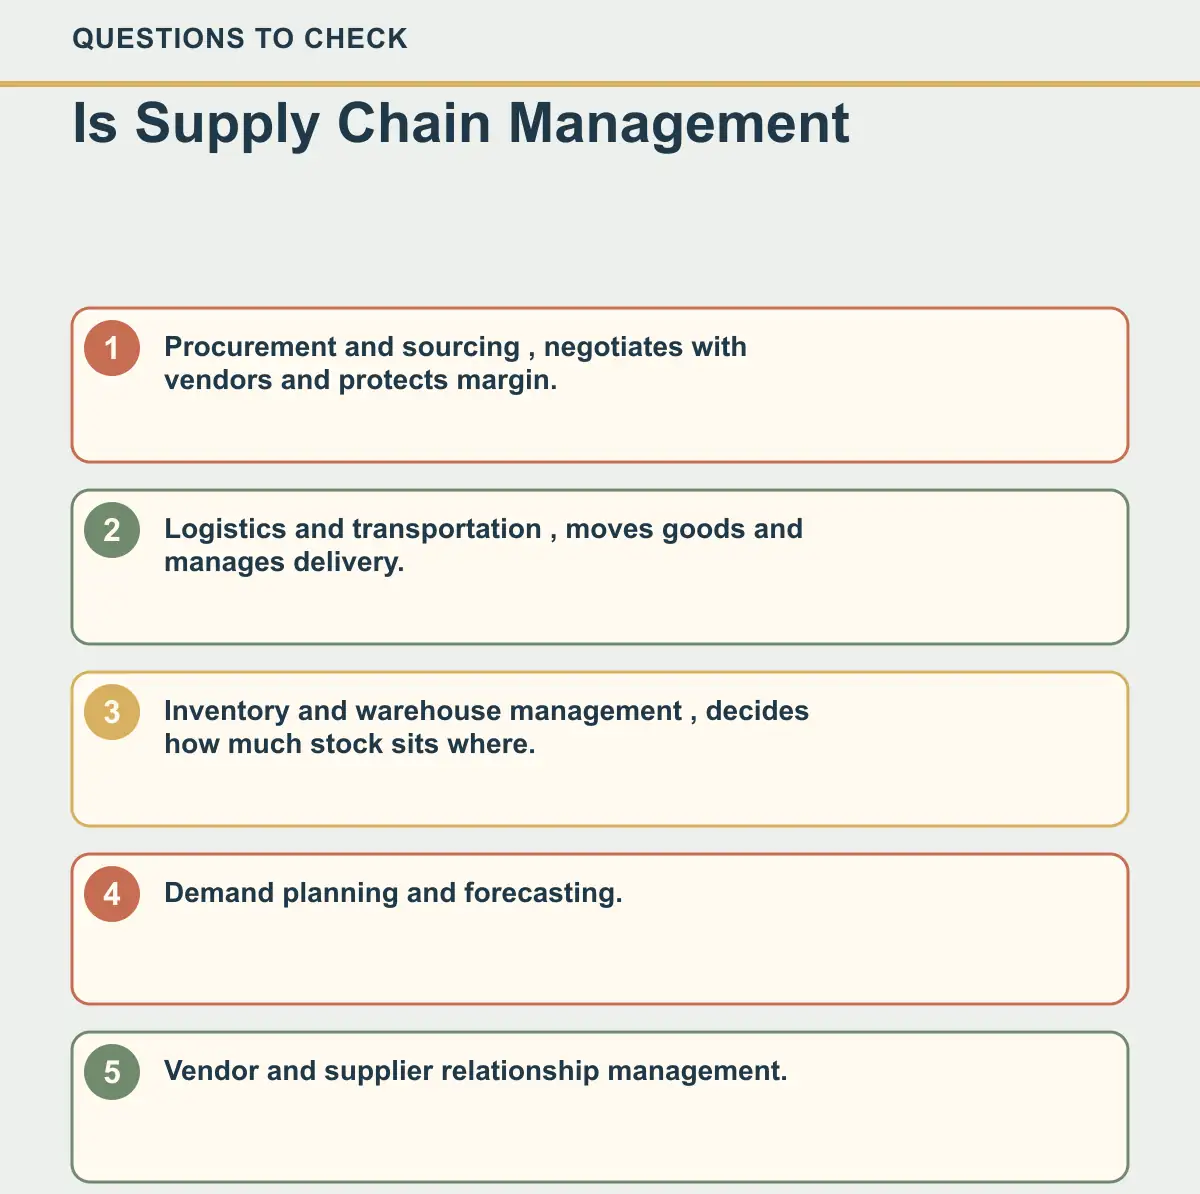 QUESTIONS TO CHECK
Is Supply Chain Management
1
Procurement and sourcing , negotiates with
vendors and protects margin.
2
Logistics and transportation , moves goods and
manages delivery.
3
Inventory and warehouse management , decides
how much stock sits where.
4
Demand planning and forecasting.
5
Vendor and supplier relationship management.